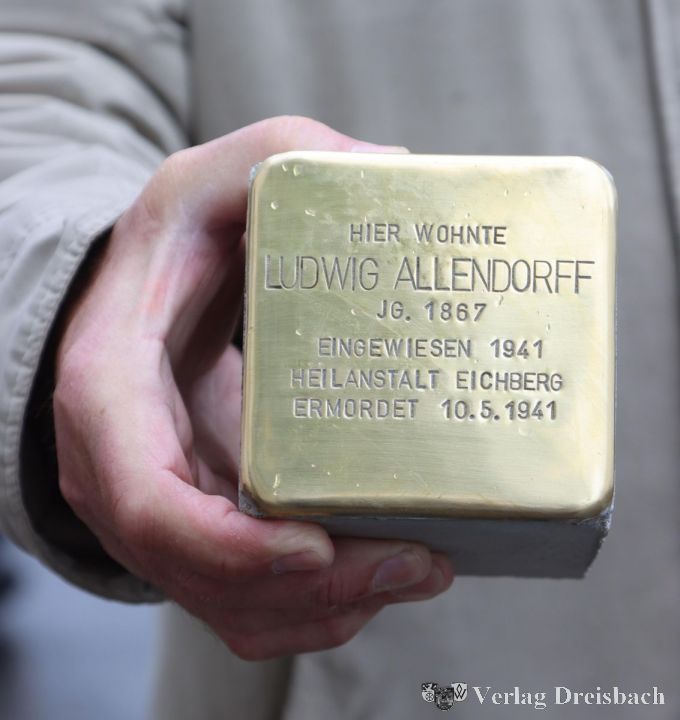 HIER WOHNTE
LUDWIG ALLENDORFF
JG. 1867
EINGEWIESEN 1941
HEILANSTALT EICHBERG
ERMORDET 10.5.1941
Verlag Dreisbach